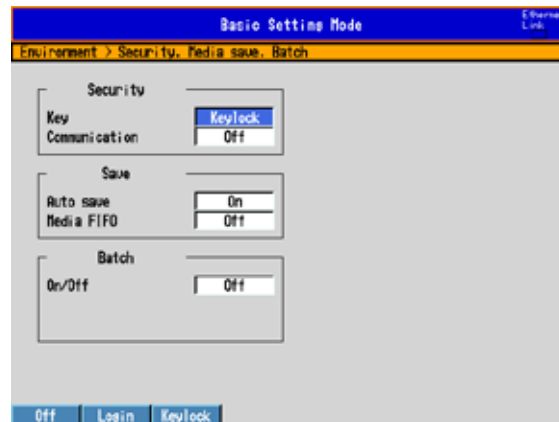 Basic Setting Mode
Link
Environment > Security, Media save, Batch
Security
Key Keylock
Communication Off
Save
Auto save On
Media FIFO Off
Batch
On/Off Off
Off Login Keylock